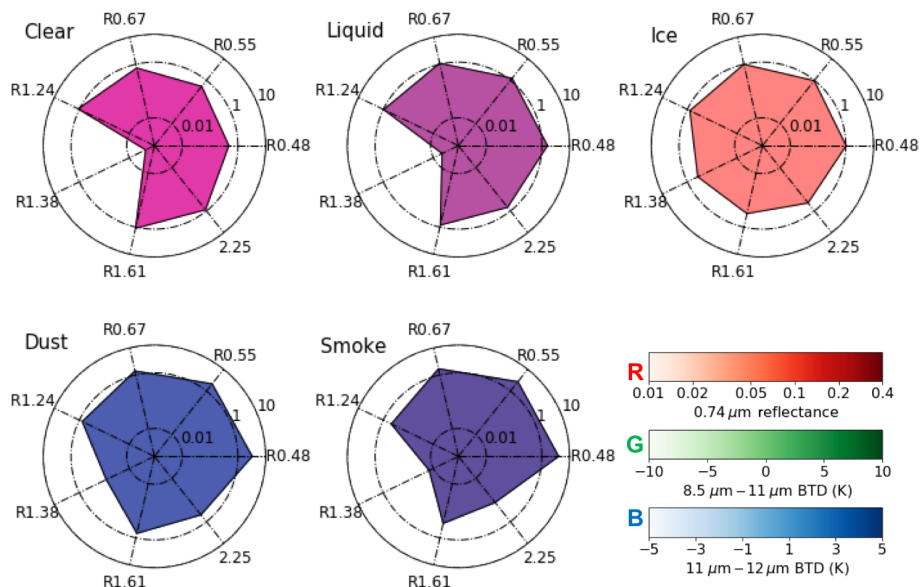 Clear
R0.67
R0.55
R1.24
10
1
0.01
R0.48
R1.38
2.25
R1.61
Liquid
R0.67
R0.55
R1.24
10
1
0.01
R0.48
R1.38
2.25
R1.61
Ice
R0.67
R0.55
R1.24
10
1
0.01
R0.48
R1.38
2.25
R1.61
Dust
R0.67
R0.55
R1.24
10
1
0.01
R0.48
R1.38
2.25
R1.61
Smoke
R0.67
R0.55
R1.24
10
1
0.01
R0.48
R1.38
2.25
R1.61
R
0.01 0.02 0.05 0.1 0.2 0.4
0.74 μm reflectance
G
−10 −5 0 5 10
8.5 μm − 11 μm BTD (K)
B
−5 −3 −1 1 3 5
11 μm − 12 μm BTD (K)